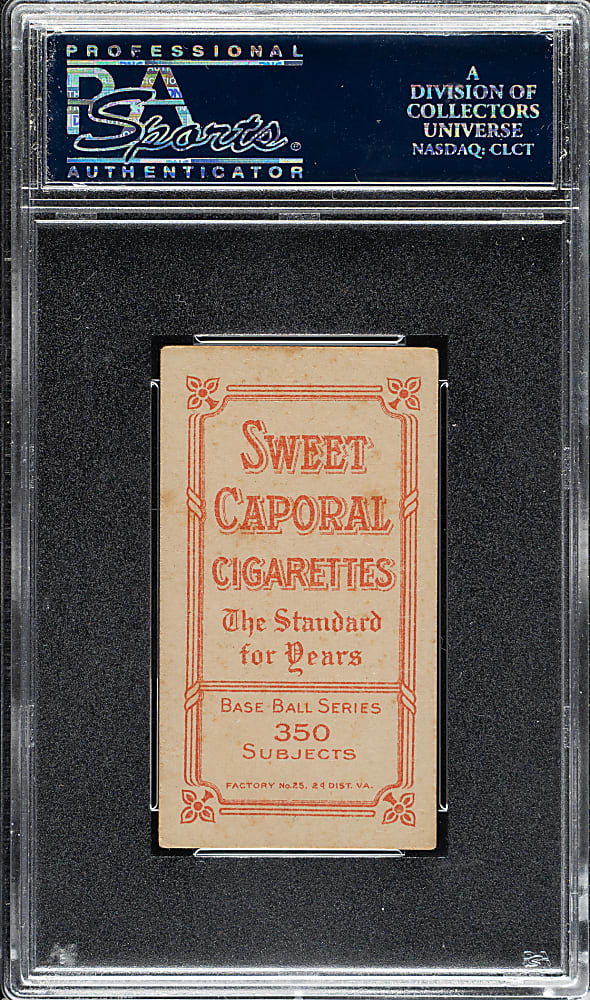 PROFESSIONAL
PSA
Sports ®
AUTHENTICATOR
A
DIVISION OF
COLLECTORS
UNIVERSE
NASDAQ: CLCT
SWEET
CAPORAL
CIGARETTES
The Standard
for Years
BASE BALL SERIES
350
SUBJECTS
FACTORY No. 25. 2d DIST. VA.